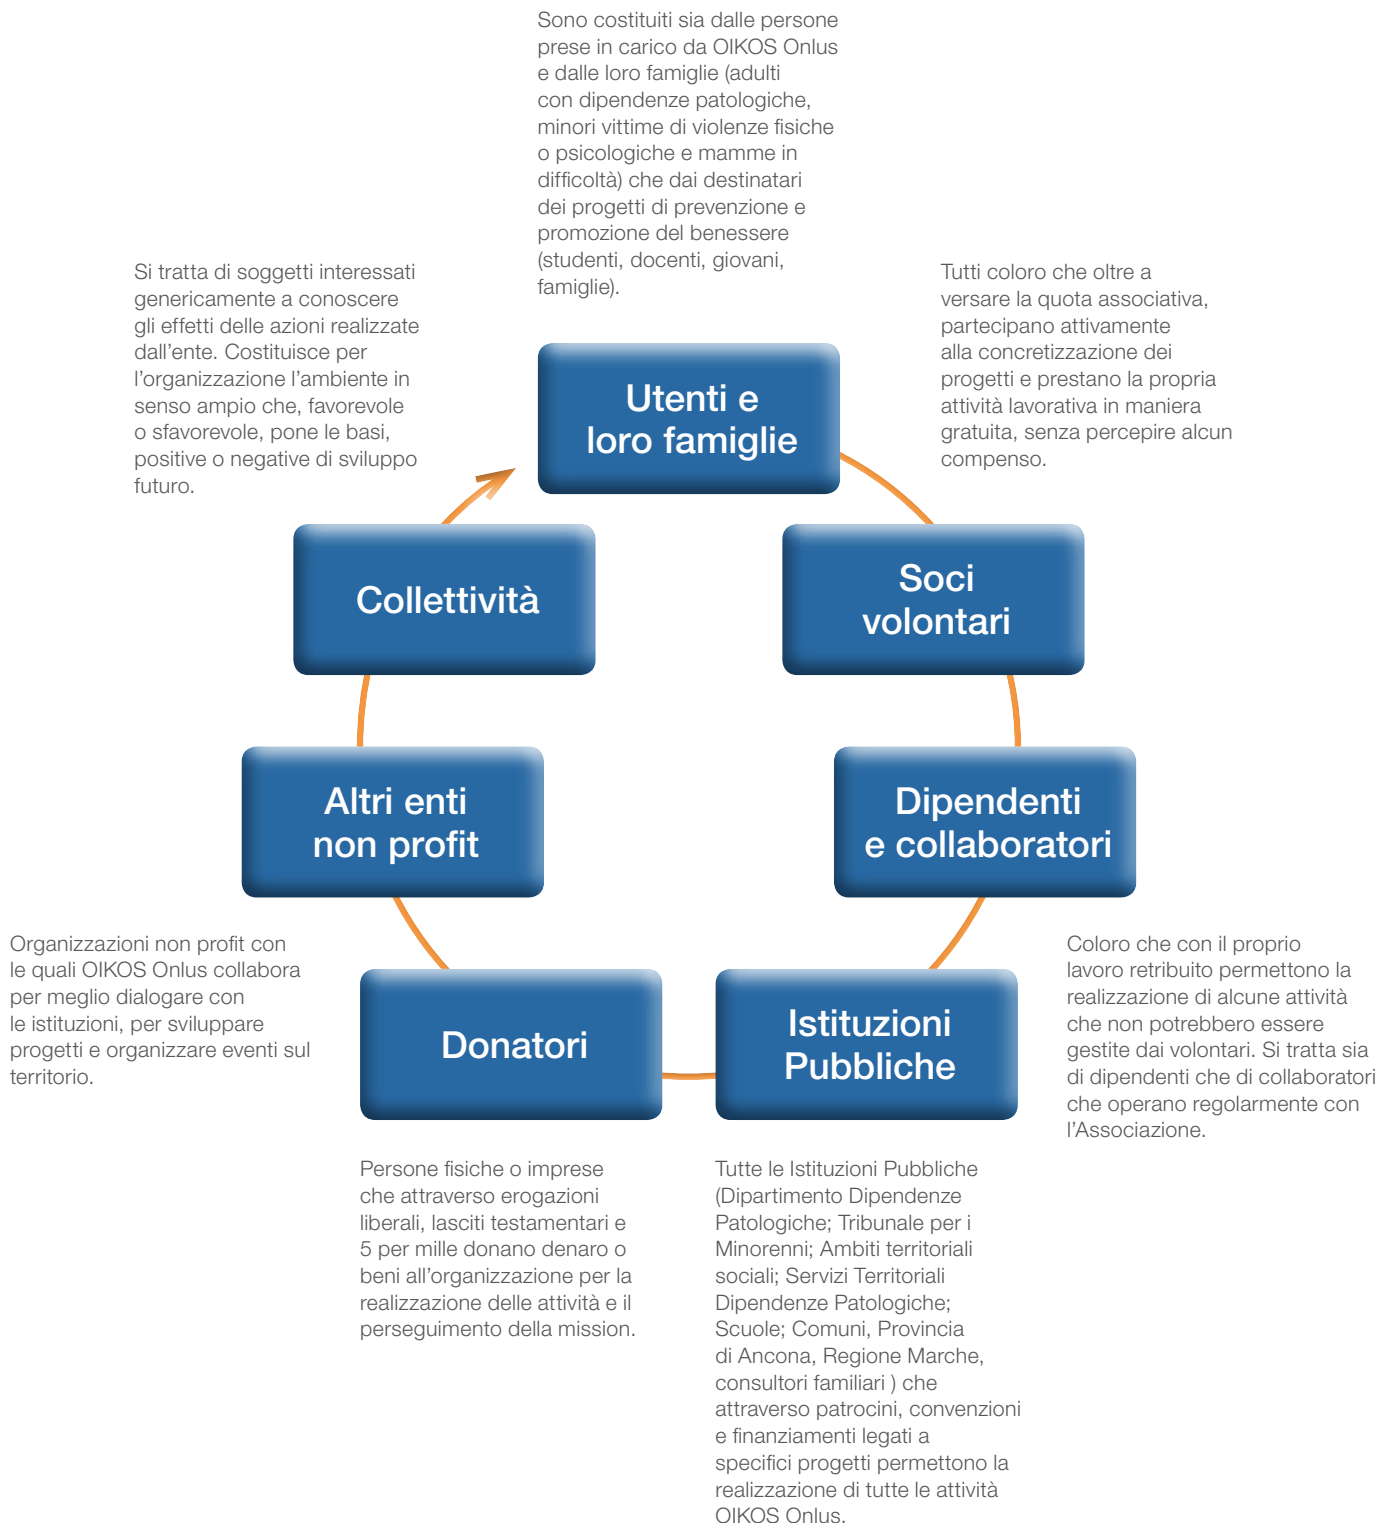 Sono costituiti sia dalle persone
prese in carico da OIKOS Onlus
e dalle loro famiglie (adulti
con dipendenze patologiche,
minori vittime di violenze fisiche
o psicologiche e mamme in
difficoltà) che dai destinatari
dei progetti di prevenzione e
promozione del benessere
(studenti, docenti, giovani,
famiglie).
Utenti e
loro famiglie
Tutti coloro che oltre a
versare la quota associativa,
partecipano attivamente
alla concretizzazione dei
progetti e prestano la propria
attività lavorativa in maniera
gratuita, senza percepire alcun
compenso.
Soci
volontari
Dipendenti
e collaboratori
Coloro che con il proprio
lavoro retribuito permettono la
realizzazione di alcune attività
che non potrebbero essere
gestite dai volontari. Si tratta sia
di dipendenti che di collaboratori
che operano regolarmente con
l’Associazione.
Istituzioni
Pubbliche
Tutte le Istituzioni Pubbliche
(Dipartimento Dipendenze
Patologiche; Tribunale per i
Minorenni; Ambiti territoriali
sociali; Servizi Territoriali
Dipendenze Patologiche;
Scuole; Comuni, Provincia
di Ancona, Regione Marche,
consultori familiari ) che
attraverso patrocini, convenzioni
e finanziamenti legati a
specifici progetti permettono la
realizzazione di tutte le attività
OIKOS Onlus.
Donatori
Persone fisiche o imprese
che attraverso erogazioni
liberali, lasciti testamentari e
5 per mille donano denaro o
beni all’organizzazione per la
realizzazione delle attività e il
perseguimento della mission.
Altri enti
non profit
Organizzazioni non profit con
le quali OIKOS Onlus collabora
per meglio dialogare con
le istituzioni, per sviluppare
progetti e organizzare eventi sul
territorio.
Collettività
Si tratta di soggetti interessati
genericamente a conoscere
gli effetti delle azioni realizzate
dall’ente. Costituisce per
l’organizzazione l’ambiente in
senso ampio che, favorevole
o sfavorevole, pone le basi,
positive o negative di sviluppo
futuro.